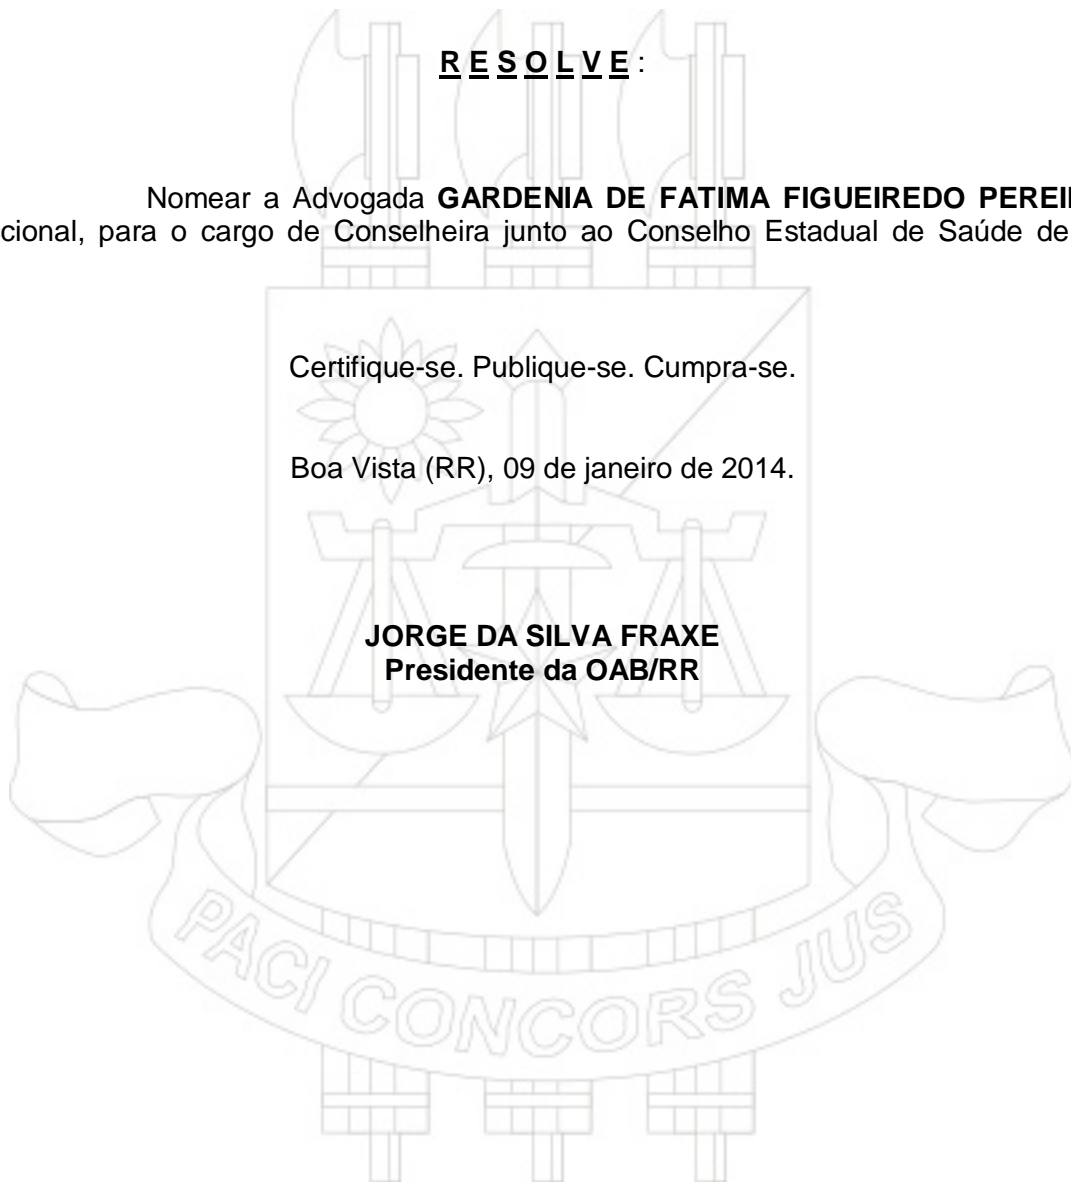 R E S O L V E :
Nomear a Advogada GARDENIA DE FATIMA FIGUEIREDO
cional, para o cargo de Conselheira junto ao Conselho Estadual de Saúde de
Certifique-se. Publique-se. Cumpra-se.
Boa Vista (RR), 09 de janeiro de 2014.
JORGE DA SILVA FRAXE
Presidente da OAB/RR
PACI CONCORS JUS